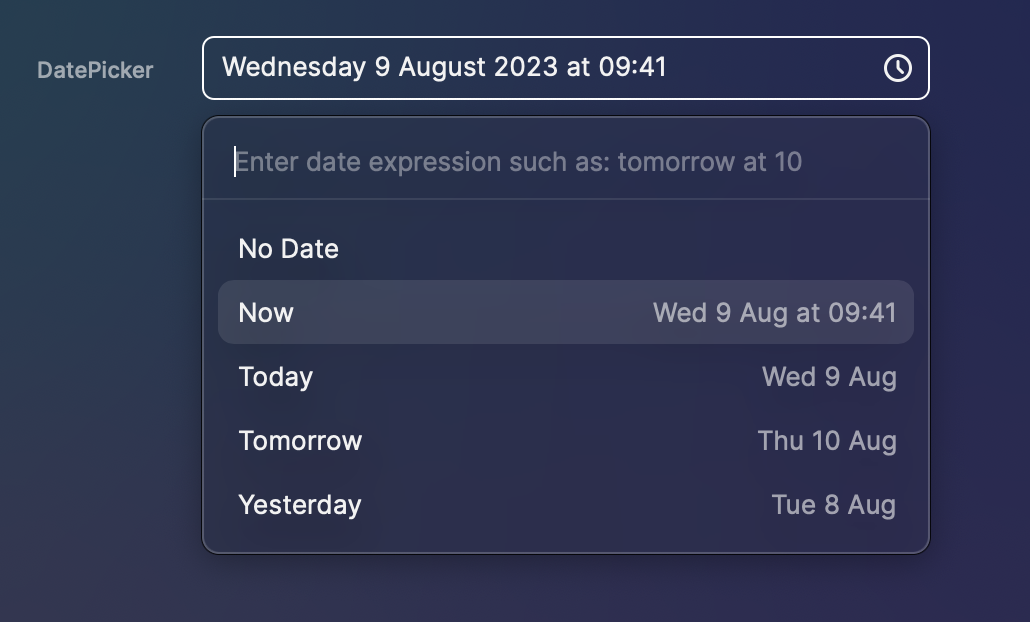 DatePicker
Wednesday 9 August 2023 at 09:41
Enter date expression such as: tomorrow at 10
No Date
Now Wed 9 Aug at 09:41
Today Wed 9 Aug
Tomorrow Thu 10 Aug
Yesterday Tue 8 Aug